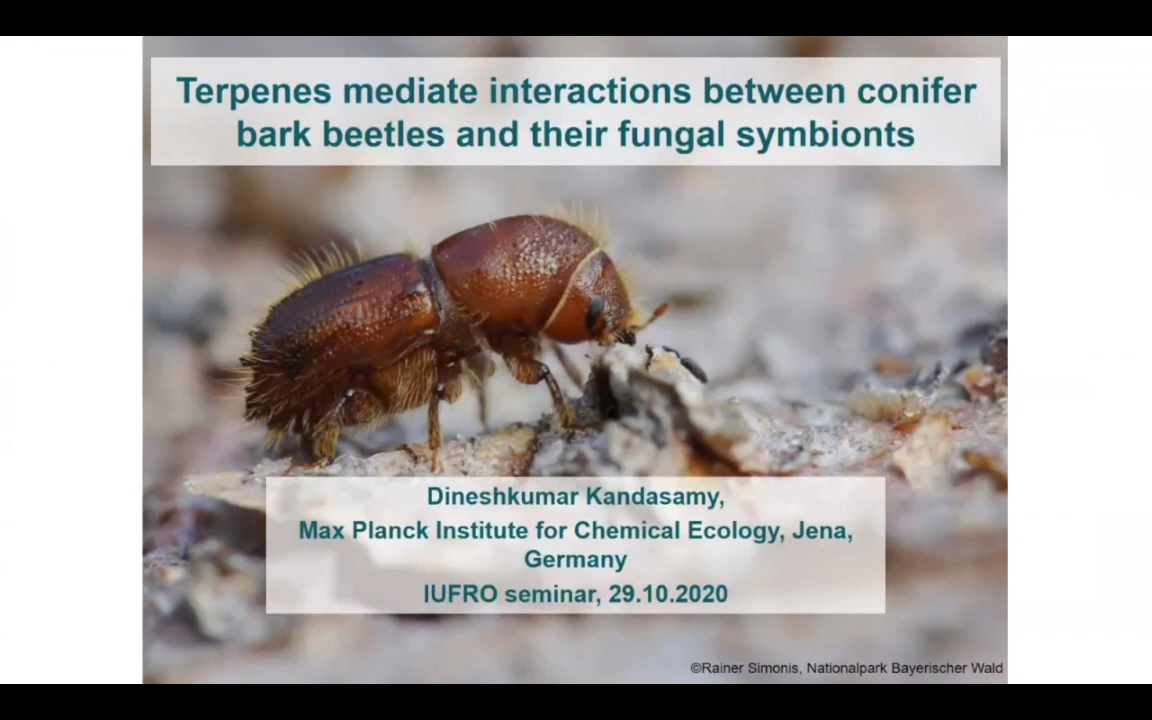 Terpenes mediate interactions between conifer
bark beetles and their fungal symbionts
Dineshkumar Kandasamy,
Max Planck Institute for Chemical Ecology, Jena,
Germany
IUFRO seminar, 29.10.2020
©Rainer Simonis, Nationalpark Bayerischer Wald